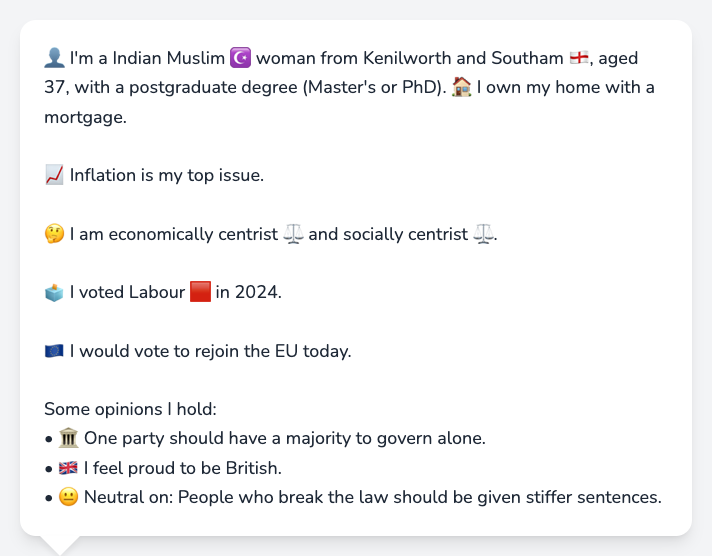 👤 I'm a Indian Muslim ☪️ woman from Kenilworth and Southam 🏴󠁧󠁢󠁥󠁮󠁧󠁿, aged
37, with a postgraduate degree (Master's or PhD). 🏠 I own my home with a
mortgage.
📈 Inflation is my top issue.
🤔 I am economically centrist ⚖️ and socially centrist ⚖️.
🗳️ I voted Labour 🟥 in 2024.
🇪🇺 I would vote to rejoin the EU today.
Some opinions I hold:
• 🏛️ One party should have a majority to govern alone.
• 🇬🇧 I feel proud to be British.
• 😐 Neutral on: People who break the law should be given stiffer sentences.